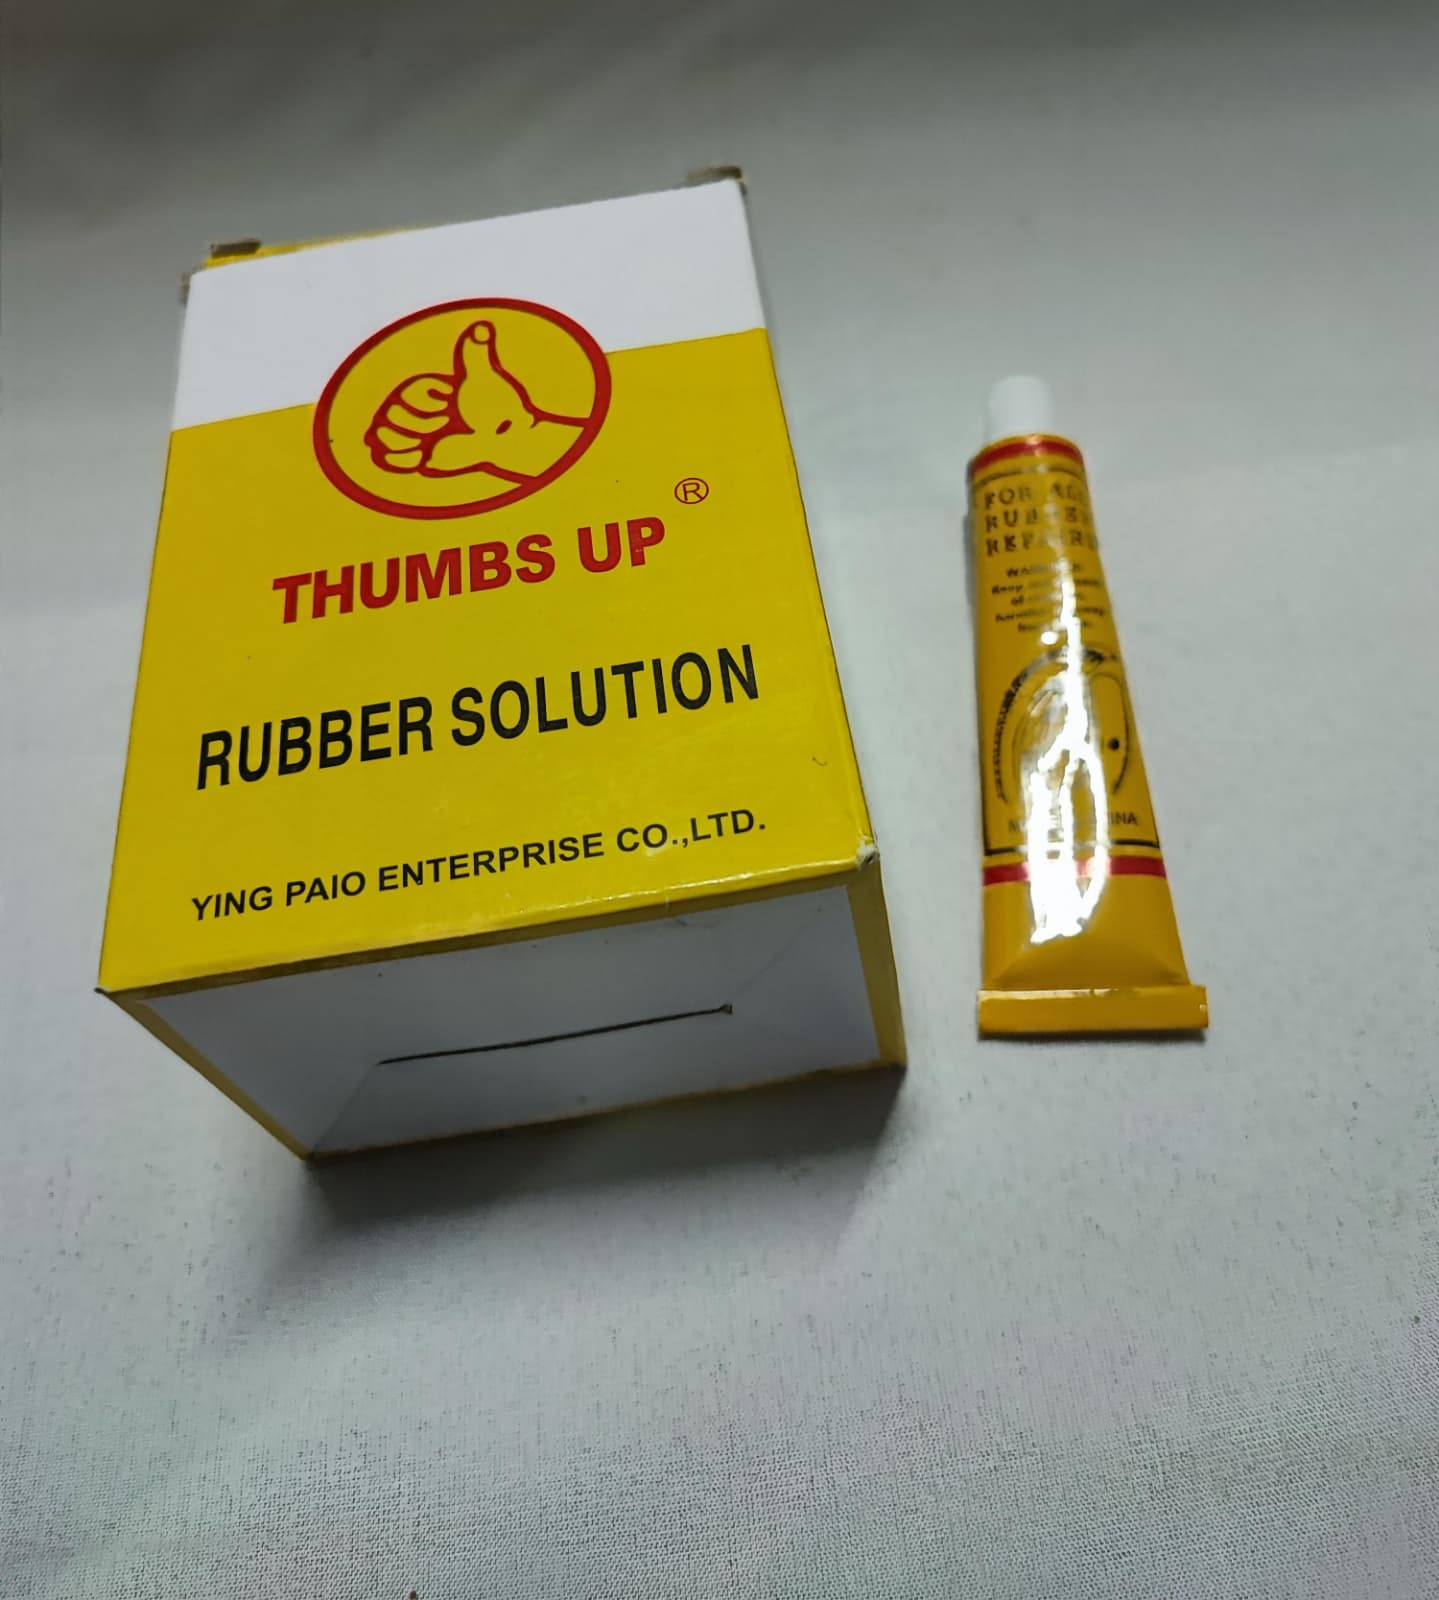 THUMBS UP ®
RUBBER SOLUTION
YING PAIO ENTERPRISE CO.,LTD.
FOR ALL
RUBBER
REPAIRS